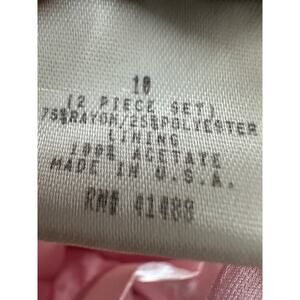 10
(2 PIECE SET)
75%RAYON/25%POLYESTER
LINING
100% ACETATE
MADE IN U.S.A.
RN# 41488